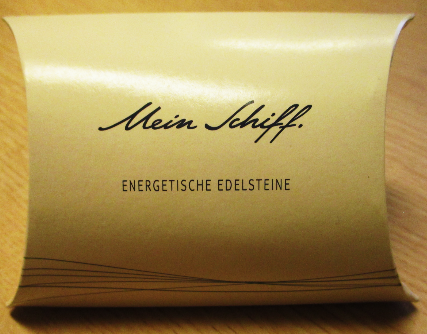 Mein Schiff.
ENERGETISCHE EDELSTEINE